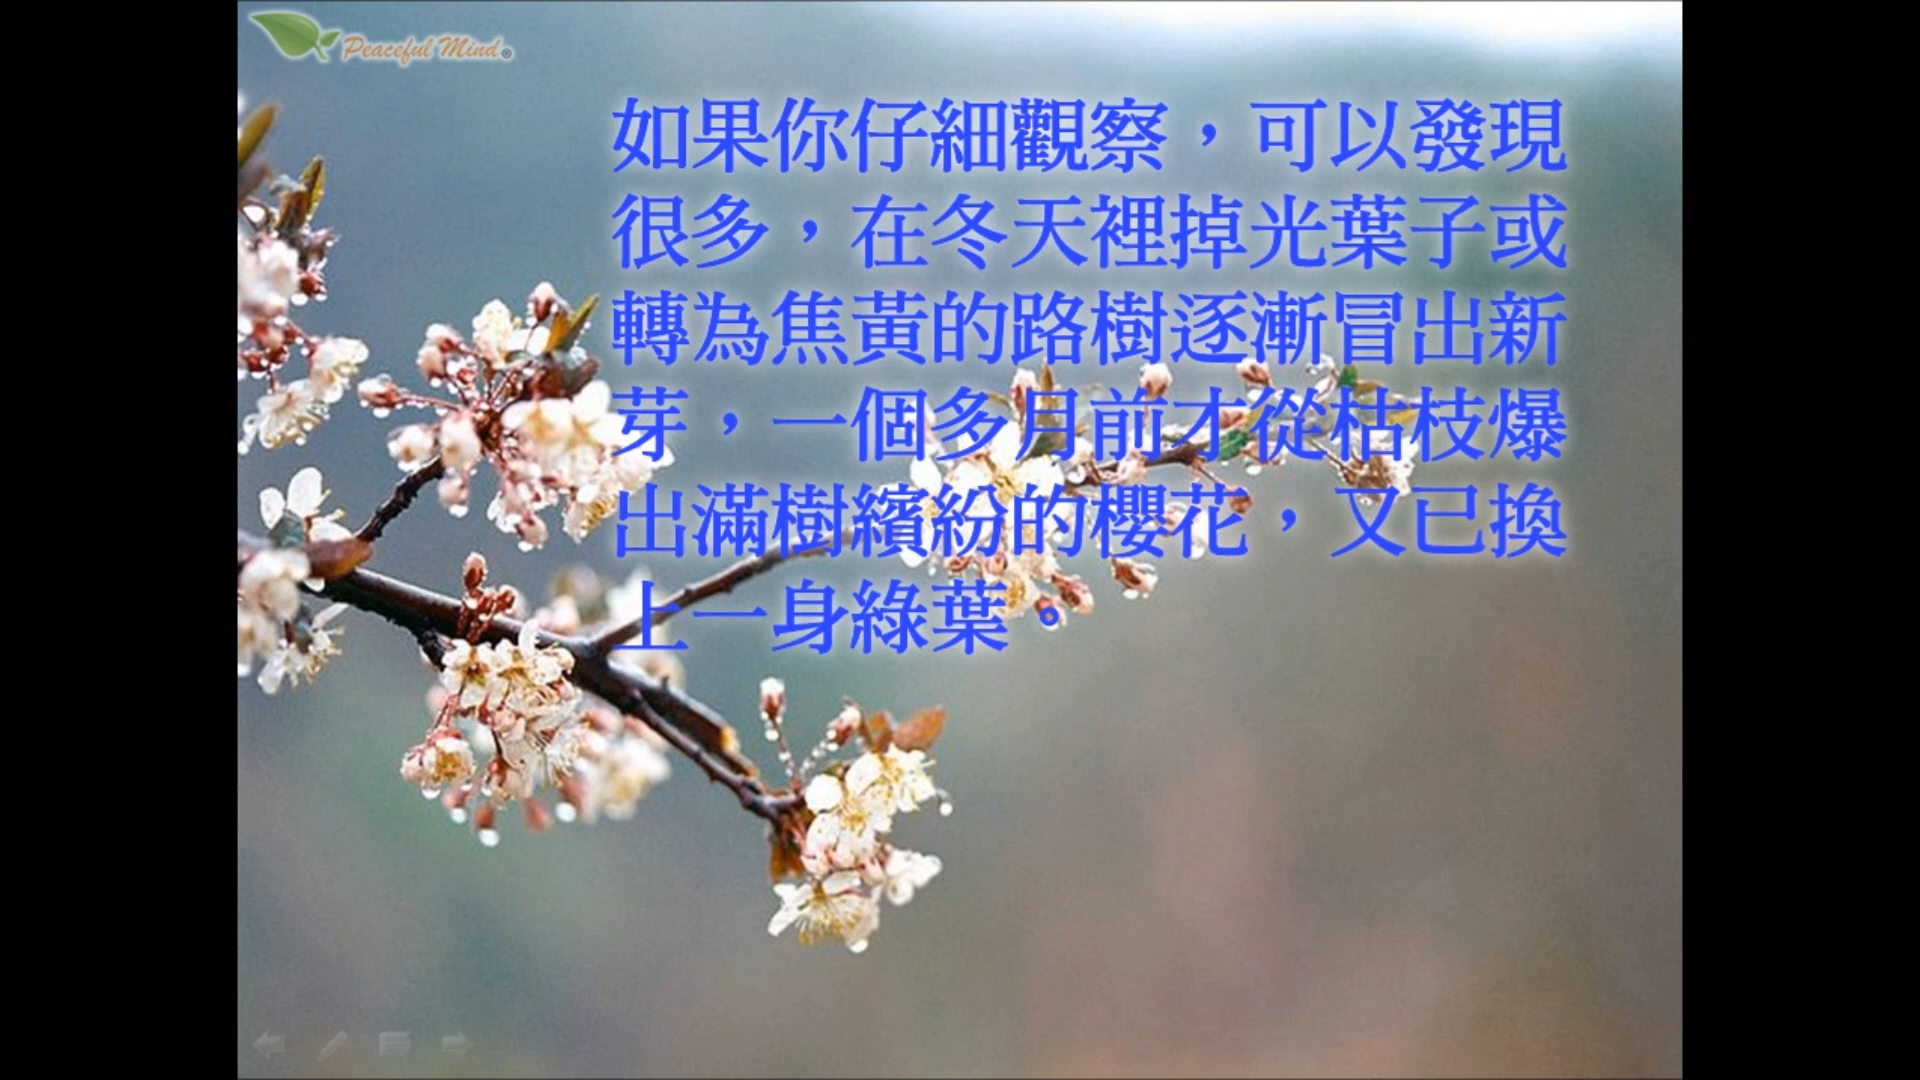 Peaceful Mind®
如果你仔細觀察，可以發現
很多，在冬天裡掉光葉子或
轉為焦黃的路樹逐漸冒出新
芽，一個多月前才從枯枝爆
出滿樹繽紛的櫻花，又已換
上一身綠葉。